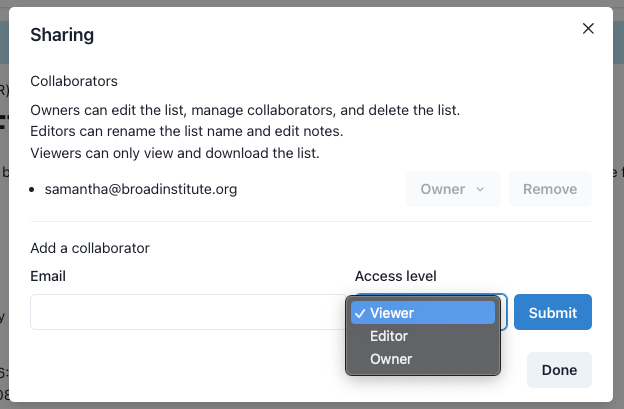 Sharing
Collaborators
Owners can edit the list, manage collaborators, and delete the list.
Editors can rename the list name and edit notes.
Viewers can only view and download the list.
• samantha@broadinstitute.org
Owner
Remove
Add a collaborator
Email
Access level
✓ Viewer
Editor
Owner
Submit
Done